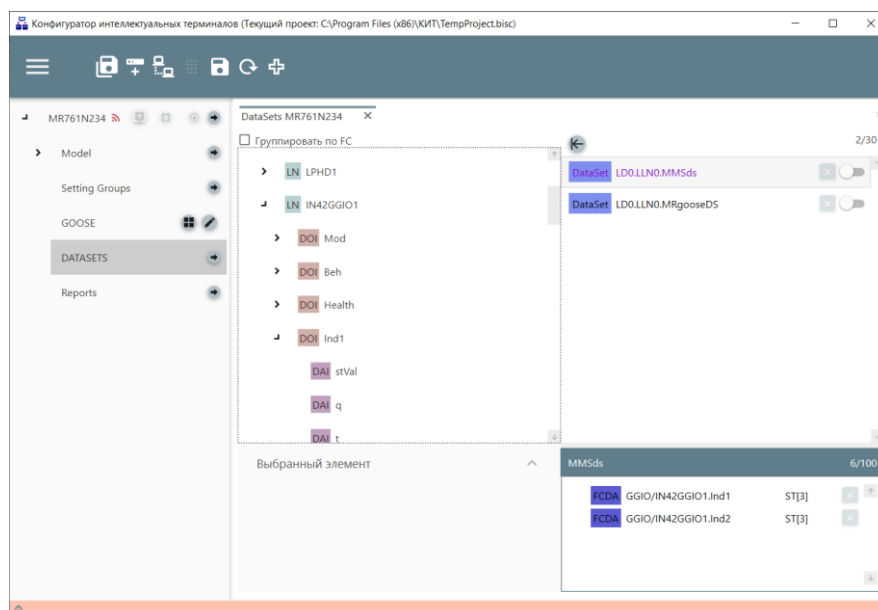 Конфигуратор интеллектуальных терминалов (Текущий проект: C:\Program Files (x86)\КИТ\TempProject.bisc)
MR761N234
Model
Setting Groups
GOOSE
DATASETS
Reports
DataSets MR761N234
Группировать по FC
LN LPHD1
LN IN42GGIO1
DOI Mod
DOI Beh
DOI Health
DOI Ind1
DAI stVal
DAI q
DAI t
Выбранный элемент
2/30
DataSet LD0.LLN0.MMSds
DataSet LD0.LLN0.MRgooseDS
MMSds 6/100
FCDA GGIO/IN42GGIO1.Ind1 ST[3]
FCDA GGIO/IN42GGIO1.Ind2 ST[3]